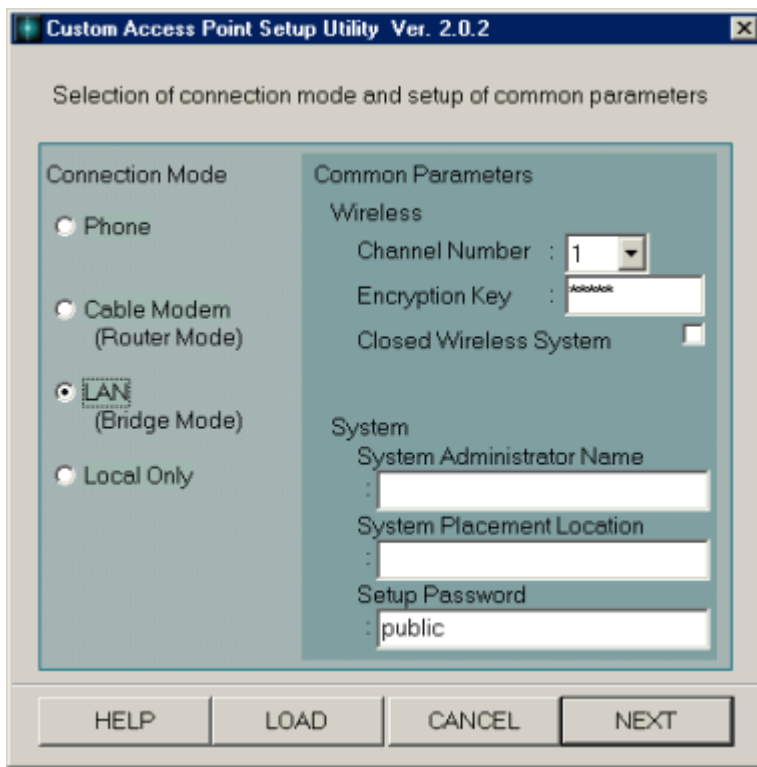 Custom Access Point Setup Utility Ver. 2.0.2
Selection of connection mode and setup of common parameters
Connection Mode
Phone
Cable Modem
(Router Mode)
LAN
(Bridge Mode)
Local Only
Common Parameters
Wireless
Channel Number : 1
Encryption Key : *****
Closed Wireless System
System
System Administrator Name
:
System Placement Location
:
Setup Password
: public
HELP LOAD CANCEL NEXT